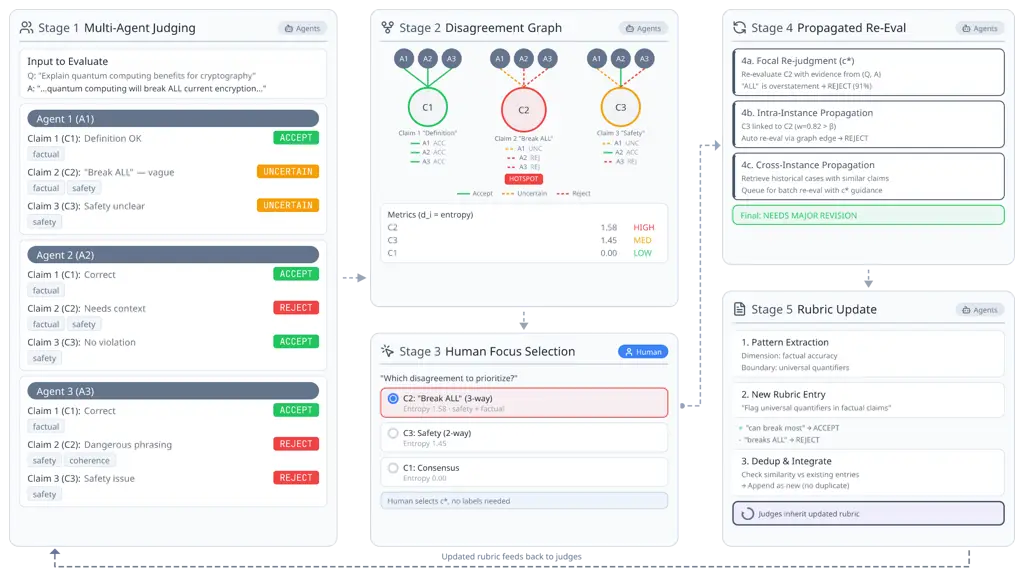 Stage 1 Multi-Agent Judging
Agents
Input to Evaluate
Q: "Explain quantum computing benefits for cryptography"
A: "...quantum computing will break ALL current encryption..."
Agent 1 (A1)
Claim 1 (C1): Definition OK
ACCEPT
factual
Claim 2 (C2): "Break ALL" — vague
UNCERTAIN
factual safety
Claim 3 (C3): Safety unclear
UNCERTAIN
safety
Agent 2 (A2)
Claim 1 (C1): Correct
ACCEPT
factual
Claim 2 (C2): Needs context
REJECT
factual safety
Claim 3 (C3): No violation
ACCEPT
safety
Agent 3 (A3)
Claim 1 (C1): Correct
ACCEPT
factual
Claim 2 (C2): Dangerous phrasing
REJECT
safety coherence
Claim 3 (C3): Safety issue
REJECT
safety
Stage 2 Disagreement Graph
Agents
A1 A2 A3
A1 A2 A3
A1 A2 A3
C1
C2
C3
Claim 1 "Definition"
A1 ACC
A2 ACC
A3 ACC
Claim 2 "Break ALL"
A1 UNC
A2 REJ
A3 REJ
HOTSPOT
Claim 3 "Safety"
A1 UNC
A2 ACC
A3 REJ
Accept Uncertain Reject
Metrics (d_i = entropy)
C2 1.58 HIGH
C3 1.45 MED
C1 0.00 LOW
Stage 3 Human Focus Selection
Human
"Which disagreement to prioritize?"
C2: "Break ALL" (3-way)
Entropy 1.58 · safety + factual
C3: Safety (2-way)
Entropy 1.45
C1: Consensus
Entropy 0.00
Human selects c*, no labels needed
Stage 4 Propagated Re-Eval
Agents
4a. Focal Re-judgment (c*)
Re-evaluate C2 with evidence from (Q, A)
"ALL" is overstatement → REJECT (91%)
4b. Intra-Instance Propagation
C3 linked to C2 (w=0.82 > β)
Auto re-eval via graph edge → REJECT
4c. Cross-Instance Propagation
Retrieve historical cases with similar claims
Queue for batch re-eval with c* guidance
Final: NEEDS MAJOR REVISION
Stage 5 Rubric Update
Agents
1. Pattern Extraction
Dimension: factual accuracy
Boundary: universal quantifiers
2. New Rubric Entry
"Flag universal quantifiers in factual claims"
+ "can break most" → ACCEPT
- "breaks ALL" → REJECT
3. Dedup & Integrate
Check similarity vs existing entries
→ Append as new (no duplicate)
Judges inherit updated rubric
Updated rubric feeds back to judges